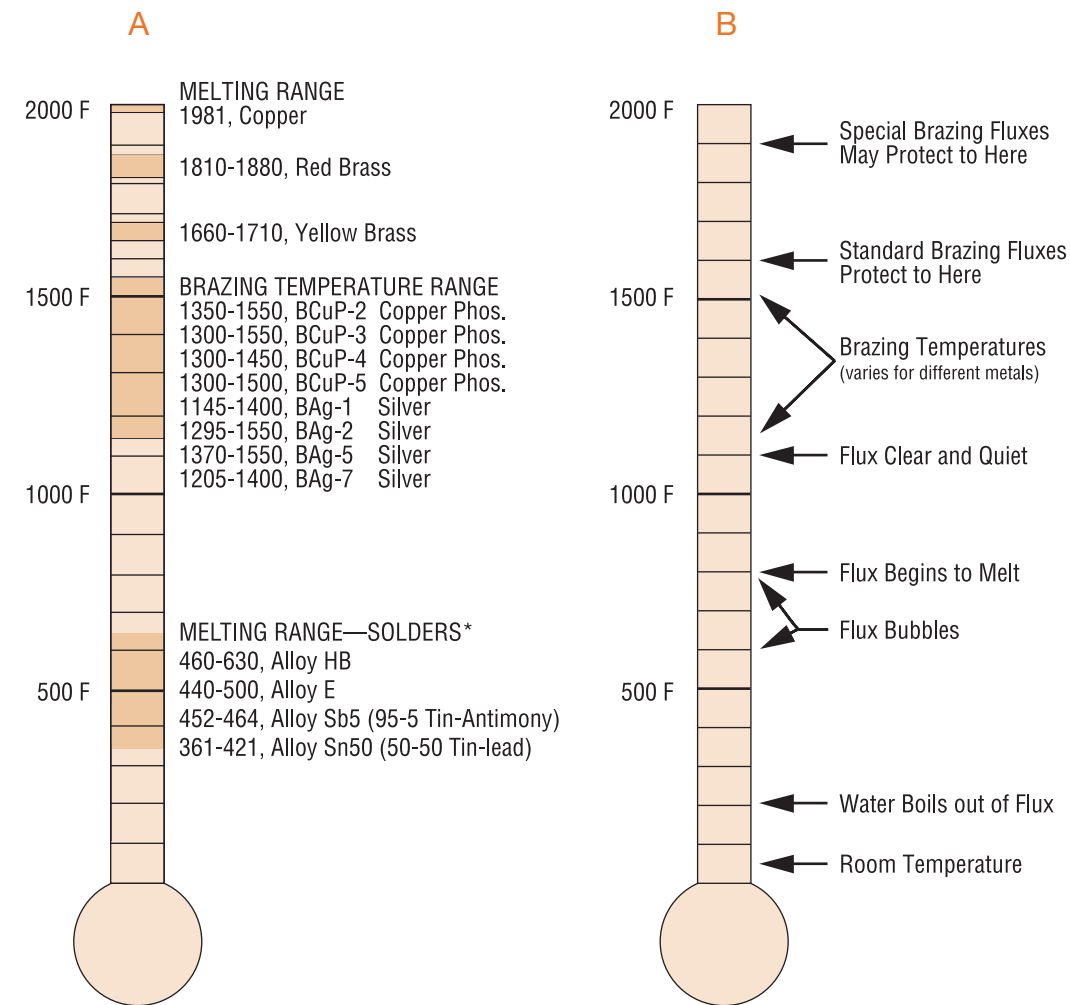 A
2000 F
1500 F
1000 F
500 F
MELTING RANGE
1981, Copper
1810-1880, Red Brass
1660-1710, Yellow Brass
BRAZING TEMPERATURE RANGE
1350-1550, BCuP-2 Copper Phos.
1300-1550, BCuP-3 Copper Phos.
1300-1450, BCuP-4 Copper Phos.
1300-1500, BCuP-5 Copper Phos.
1145-1400, BAg-1 Silver
1295-1550, BAg-2 Silver
1370-1550, BAg-5 Silver
1205-1400, BAg-7 Silver
MELTING RANGE—SOLDERS*
460-630, Alloy HB
440-500, Alloy E
452-464, Alloy Sb5 (95-5 Tin-Antimony)
361-421, Alloy Sn50 (50-50 Tin-lead)
B
2000 F
1500 F
1000 F
500 F
Special Brazing Fluxes
May Protect to Here
Standard Brazing Fluxes
Protect to Here
Brazing Temperatures
(varies for different metals)
Flux Clear and Quiet
Flux Begins to Melt
Flux Bubbles
Water Boils out of Flux
Room Temperature